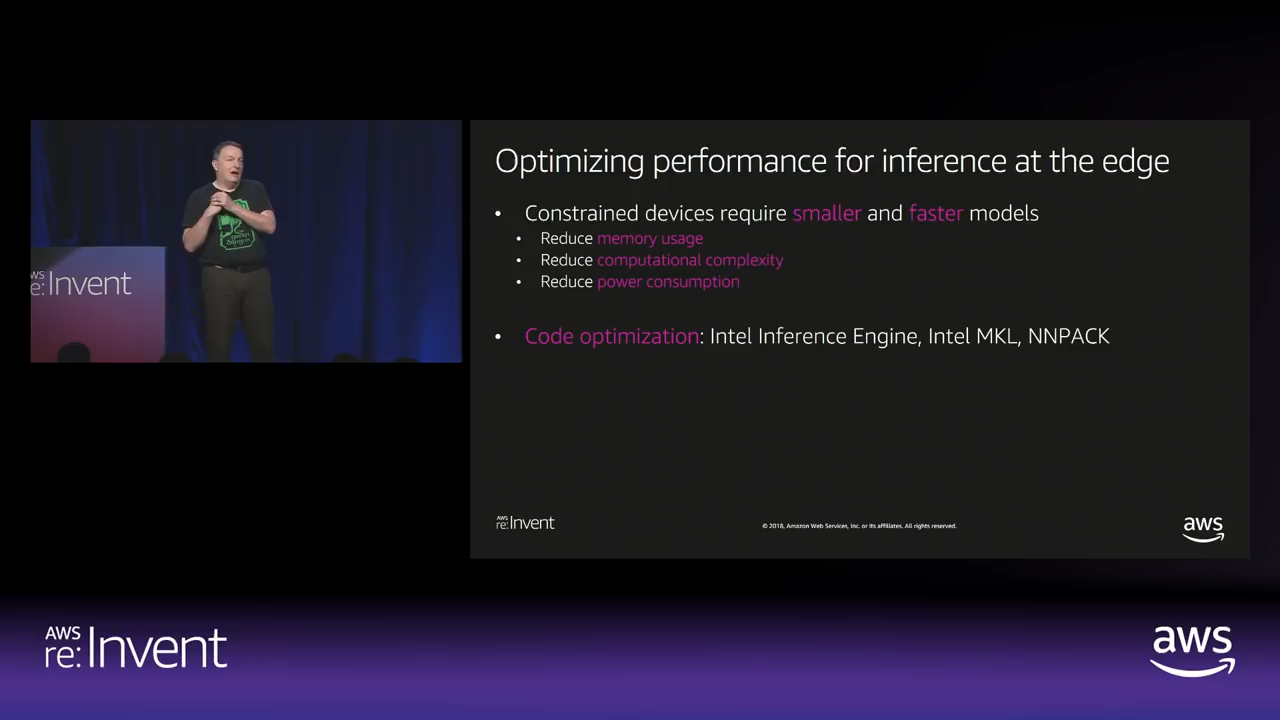 Optimizing performance for inference at the edge
• Constrained devices require smaller and faster models
• Reduce memory usage
• Reduce computational complexity
• Reduce power consumption
• Code optimization: Intel Inference Engine, Intel MKL, NNPACK
AWS
re:Invent
© 2018, Amazon Web Services, Inc. or its affiliates. All rights reserved.
aws
ws
e:Invent
AWS
re:Invent
aws